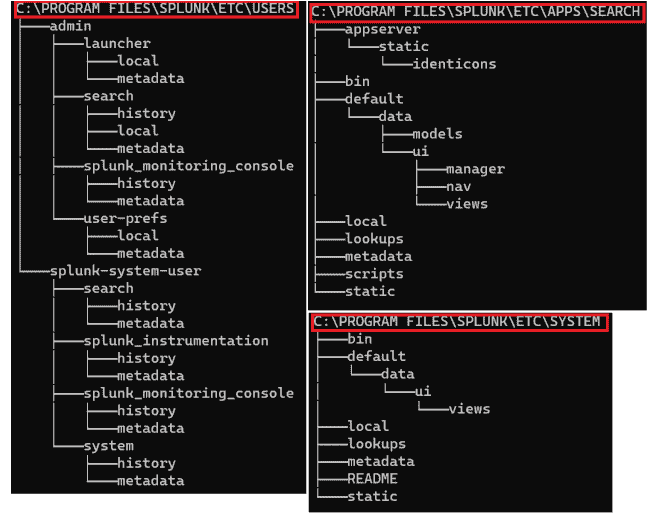 C:\PROGRAM FILES\SPLUNK\ETC\USERS
├───admin
│   ├───launcher
│   │   ├───local
│   │   └───metadata
│   ├───search
│   │   ├───history
│   │   ├───local
│   │   └───metadata
│   ├───splunk_monitoring_console
│   │   ├───history
│   │   └───metadata
│   └───user-prefs
│       ├───local
│       └───metadata
└───splunk-system-user
    ├───search
    │   ├───history
    │   └───metadata
    ├───splunk_instrumentation
    │   ├───history
    │   └───metadata
    ├───splunk_monitoring_console
    │   ├───history
    │   └───metadata
    └───system
        ├───history
        └───metadata
C:\PROGRAM FILES\SPLUNK\ETC\APPS\SEARCH
├───appserver
│   └───static
│       └───identicons
├───bin
├───default
│   └───data
│       ├───models
│       └───ui
│           ├───manager
│           ├───nav
│           └───views
├───local
├───lookups
├───metadata
├───scripts
└───static
C:\PROGRAM FILES\SPLUNK\ETC\SYSTEM
├───bin
├───default
│   └───data
│       └───ui
│           └───views
├───local
├───lookups
├───metadata
├───README
└───static